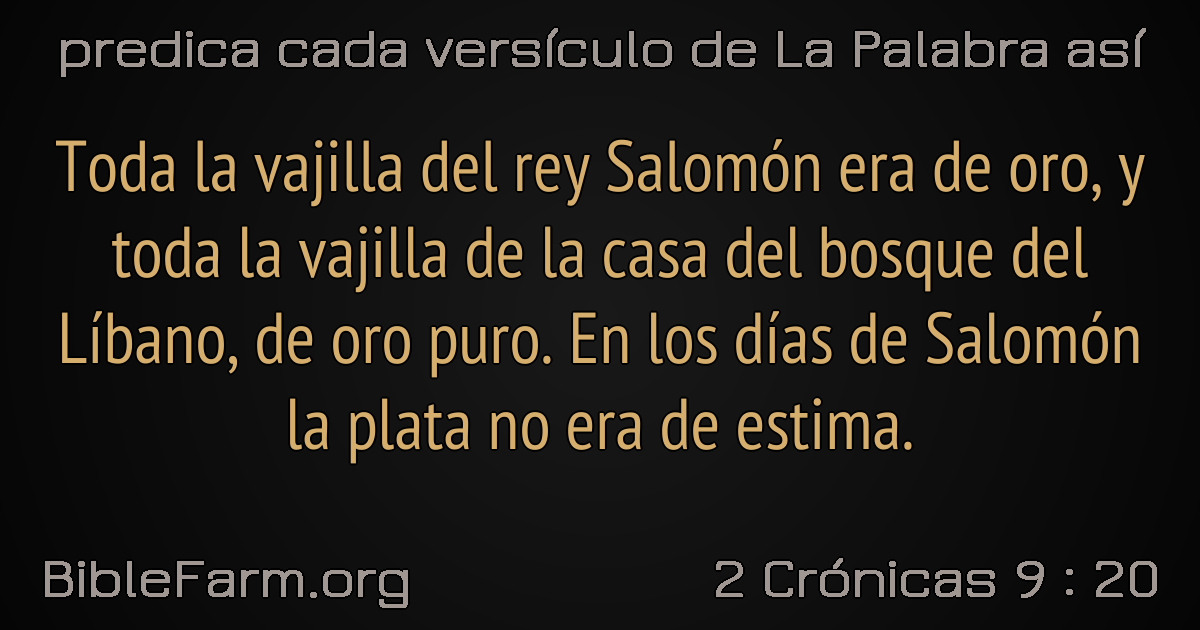 predica cada versículo de La Palabra así
Toda la vajilla del rey Salomón era de oro, y
toda la vajilla de la casa del bosque del
Líbano, de oro puro. En los días de Salomón
la plata no era de estima.
BibleFarm.org
2 Crónicas 9 : 20